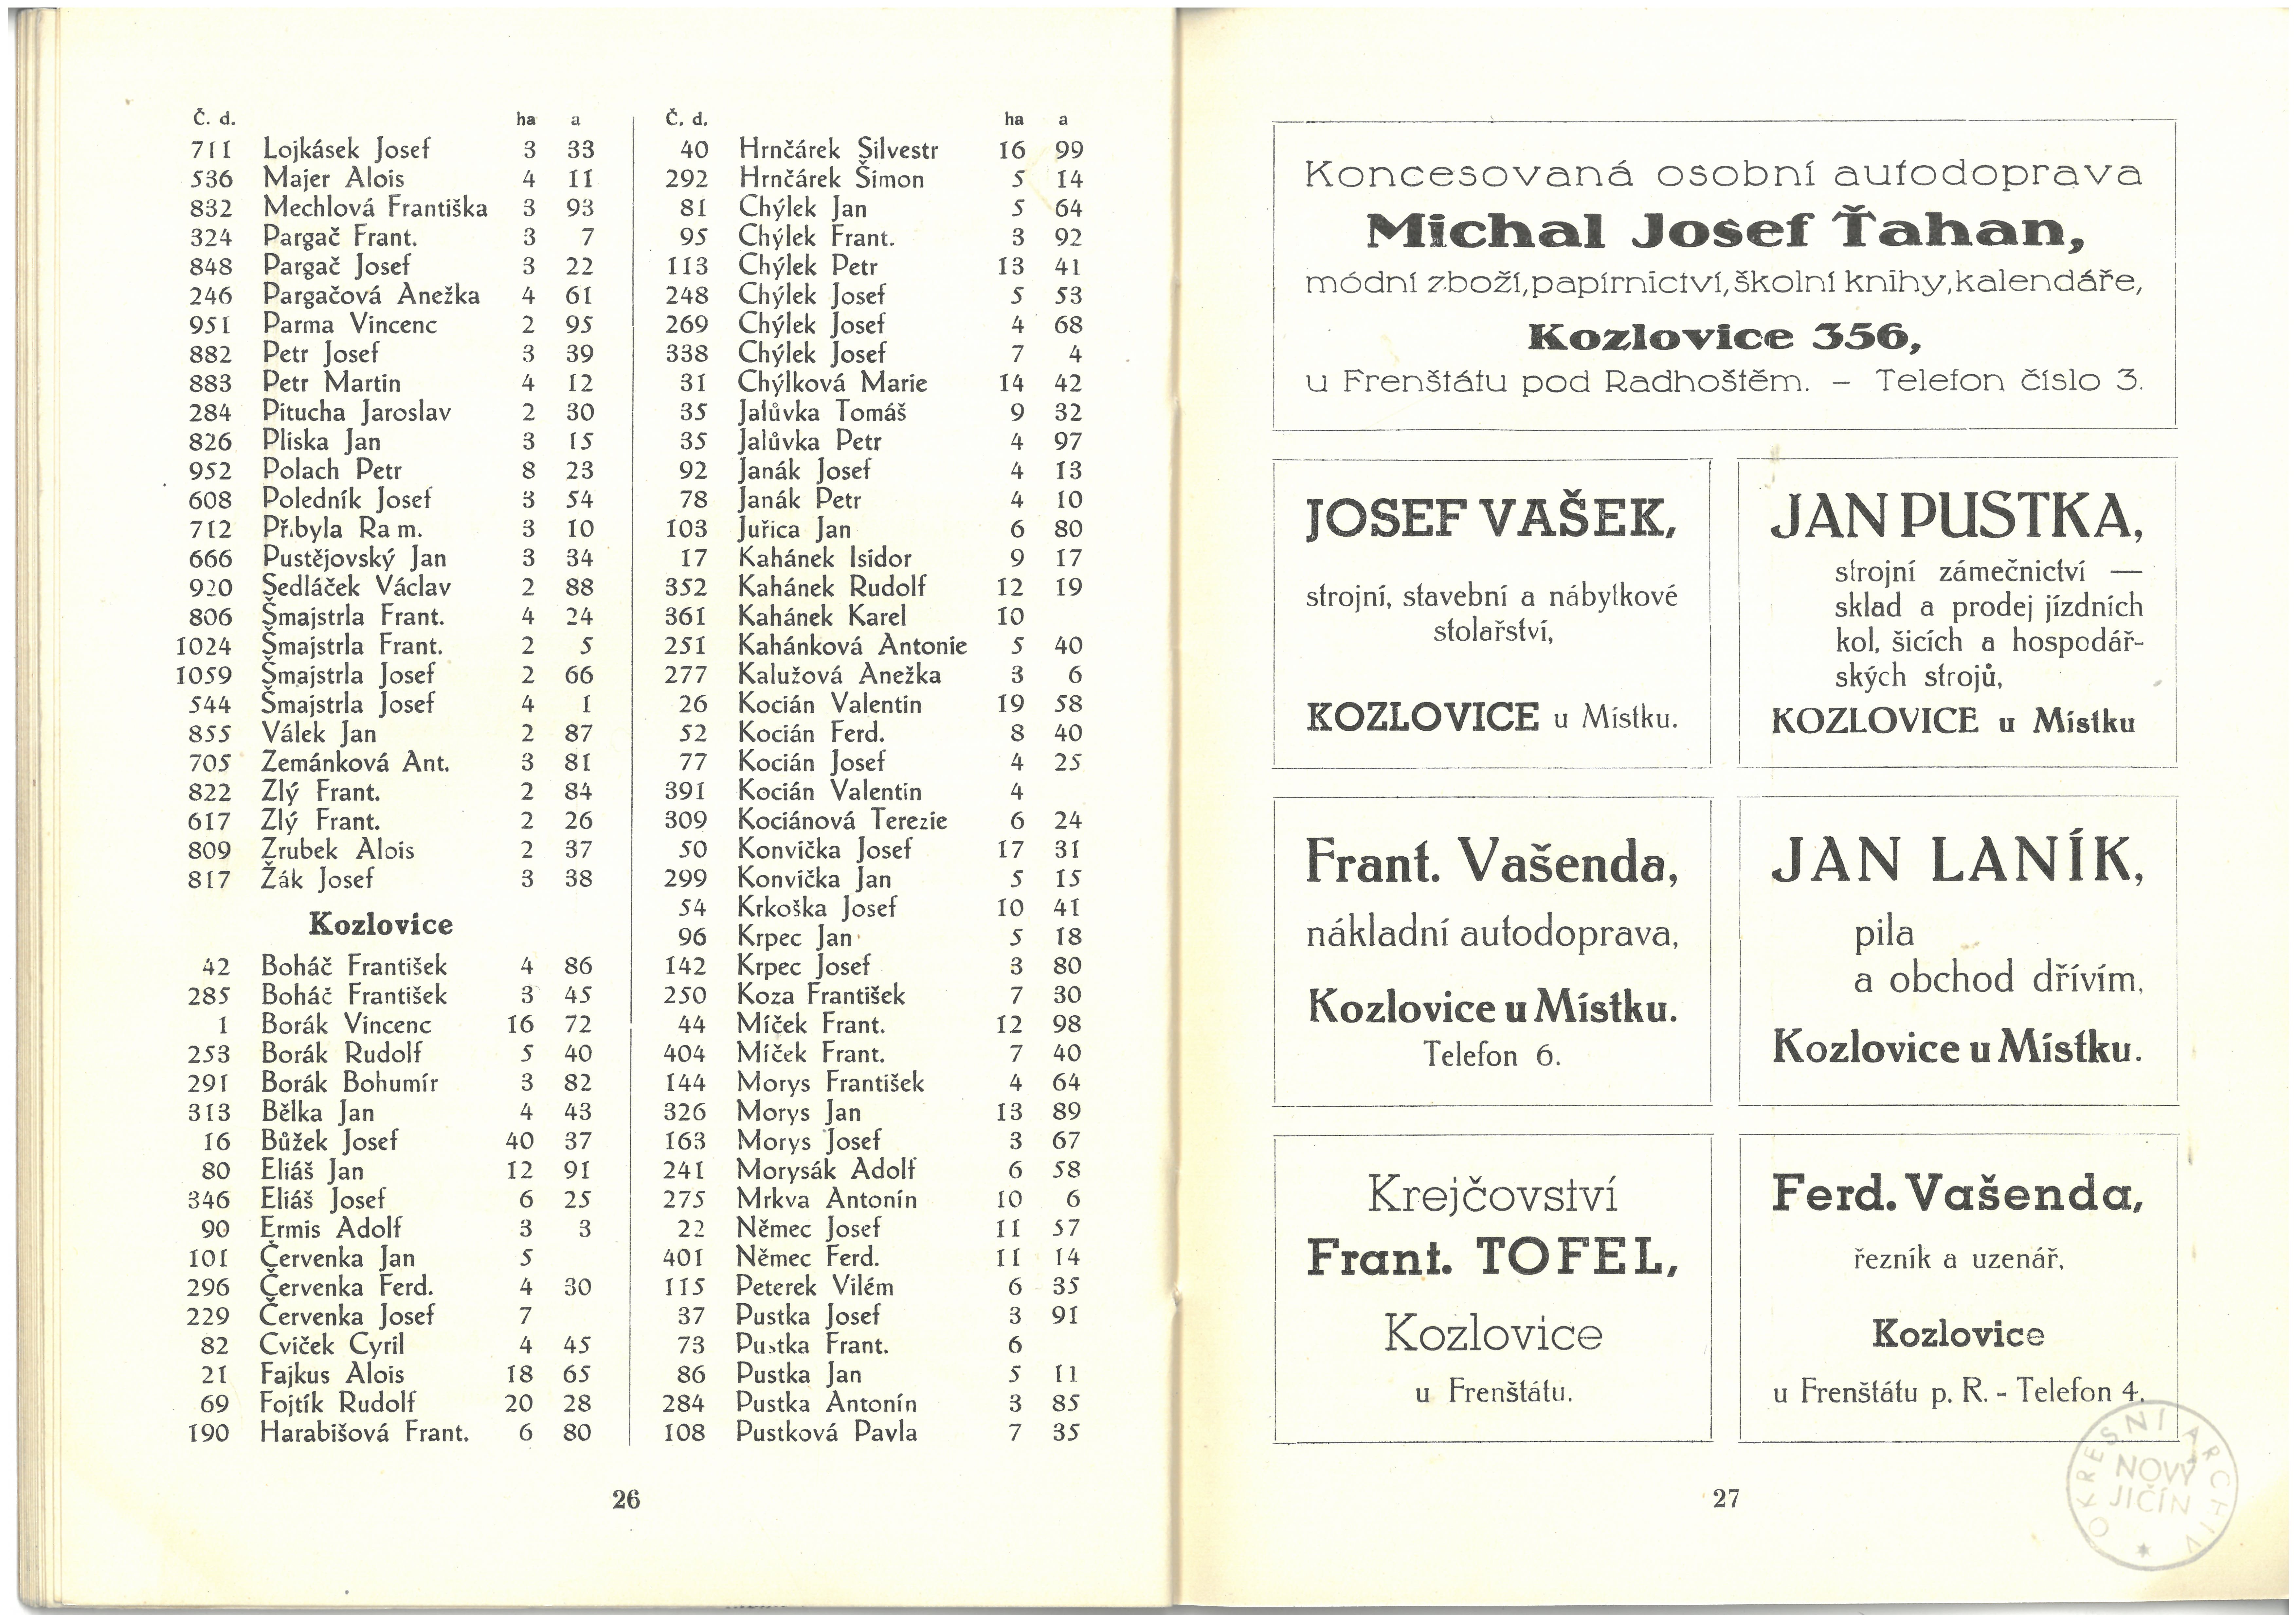 Č. d. ha a
711 Lojkásek Josef 3 33
536 Majer Alois 4 11
832 Mechlová Františka 3 93
324 Pargač Frant. 3 7
848 Pargač Josef 3 22
246 Pargačová Anežka 4 61
951 Parma Vincenc 2 95
882 Petr Josef 3 39
883 Petr Martin 4 12
284 Pitucha Jaroslav 2 30
826 Pliska Jan 3 15
952 Polach Petr 8 23
608 Poledník Josef 3 54
712 Přibyla Ra m. 3 10
666 Pustějovský Jan 3 34
920 Sedláček Václav 2 88
806 Šmajstrla Frant. 4 24
1024 Šmajstrla Frant. 2 5
1059 Šmajstrla Josef 2 66
544 Šmajstrla Josef 4 1
855 Válek Jan 2 87
705 Zemánková Ant. 3 81
822 Zlý Frant. 2 84
617 Zlý Frant. 2 26
809 Zrubek Alois 2 37
817 Žák Josef 3 38
Kozlovice
42 Boháč František 4 86
285 Boháč František 3 45
1 Borák Vincenc 16 72
253 Borák Rudolf 5 40
291 Borák Bohumír 3 82
313 Bělka Jan 4 43
16 Bůžek Josef 40 37
80 Eliáš Jan 12 91
346 Eliáš Josef 6 25
90 Ermis Adolf 3 3
101 Červenka Jan 5
296 Červenka Ferd. 4 30
229 Červenka Josef 7
82 Cviček Cyril 4 45
21 Fajkus Alois 18 65
69 Fojtík Rudolf 20 28
190 Harabišová Frant. 6 80
Č. d. ha a
40 Hrnčárek Silvestr 16 99
292 Hrnčárek Šimon 5 14
81 Chýlek Jan 5 64
95 Chýlek Frant. 3 92
113 Chýlek Petr 13 41
248 Chýlek Josef 5 53
269 Chýlek Josef 4 68
338 Chýlek Josef 7 4
31 Chýlková Marie 14 42
35 Jalůvka Tomáš 9 32
35 Jalůvka Petr 4 97
92 Janák Josef 4 13
78 Janák Petr 4 10
103 Juřica Jan 6 80
17 Kahánek Isidor 9 17
352 Kahánek Rudolf 12 19
361 Kahánek Karel 10
251 Kahánková Antonie 5 40
277 Kalužová Anežka 3 6
26 Kocián Valentin 19 58
52 Kocián Ferd. 8 40
77 Kocián Josef 4 25
391 Kocián Valentin 4
309 Kociánová Terezie 6 24
50 Konvička Josef 17 31
299 Konvička Jan 5 15
54 Krkoška Josef 10 41
96 Krpec Jan 5 18
142 Krpec Josef 3 80
250 Koza František 7 30
44 Míček Frant. 12 98
404 Míček Frant. 7 40
144 Morys František 4 64
326 Morys Jan 13 89
163 Morys Josef 3 67
241 Morysák Adolf 6 58
275 Mrkva Antonín 10 6
22 Němec Josef 11 57
401 Němec Ferd. 11 14
115 Peterek Vilém 6 35
37 Pustka Josef 3 91
73 Pustka Frant. 6
86 Pustka Jan 5 11
284 Pustka Antonín 3 85
108 Pustková Pavla 7 35
26
Koncesovaná osobní autodoprava
Michal Josef Ťahan,
módní zboží, papírnictví, školní knihy, kalendáře,
Kozlovice 356,
u Frenštátu pod Radhoštěm. – Telefon číslo 3.
JOSEF VAŠEK,
strojní, stavební a nábytkové
stolařství,
KOZLOVICE u Místku.
JAN PUSTKA,
strojní zámečnictví —
sklad a prodej jízdních
kol, šicích a hospodář-
ských strojů,
KOZLOVICE u Místku
Frant. Vašenda,
nákladní autodoprava,
Kozlovice u Místku.
Telefon 6.
JAN LANÍK,
pila
a obchod dřívím,
Kozlovice u Místku.
Krejčovství
Frant. TOFEL,
Kozlovice
u Frenštátu.
Ferd. Vašenda,
řezník a uzenář,
Kozlovice
u Frenštátu p. R. - Telefon 4.
27
OKRESNÍ ARCHIV
NOVÝ
JIČÍN